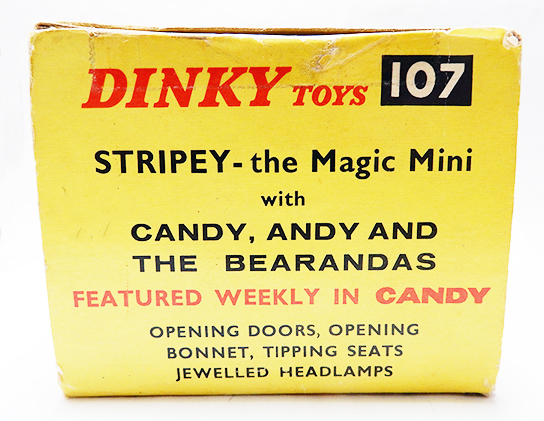 DINKY TOYS 107
STRIPEY - the Magic Mini
with
CANDY, ANDY AND
THE BEARANDAS
FEATURED WEEKLY IN CANDY
OPENING DOORS, OPENING
BONNET, TIPPING SEATS
JEWELLED HEADLAMPS